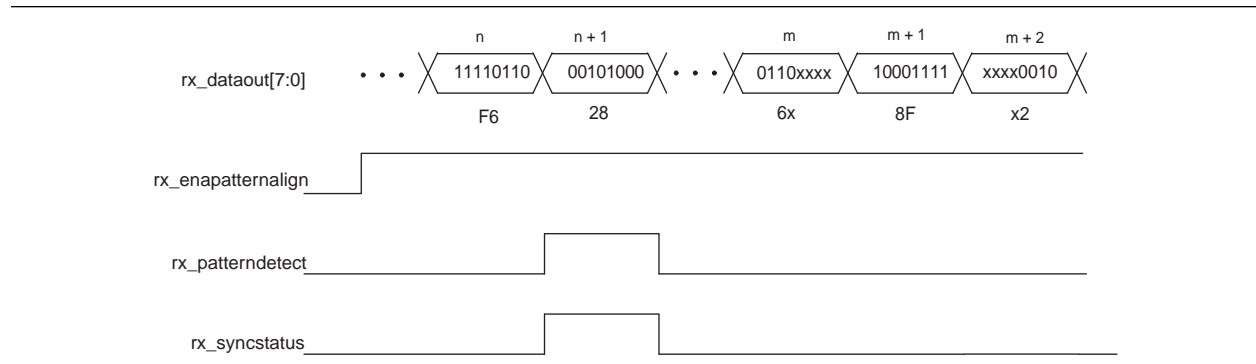 n n + 1 m m + 1 m + 2
rx_dataout[7:0] 11110110 00101000 0110xxxx 10001111 xxxx0010
F6 28 6x 8F x2
rx_enapatternalign
rx_patterndetect
rx_syncstatus